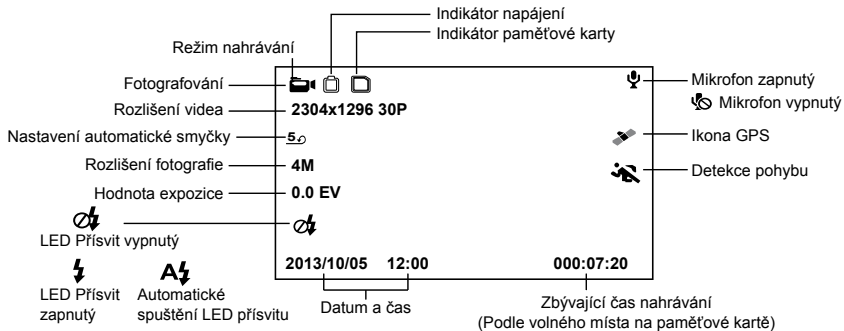 Indikátor napájení
Indikátor paměťové karty
Režim nahrávání
Fotografování
Mikrofon zapnutý
Mikrofon vypnutý
Rozlišení videa
2304x1296 30P
Nastavení automatické smyčky
5
Ikona GPS
Rozlišení fotografie
4M
Detekce pohybu
Hodnota expozice
0.0 EV
LED Přísvit vypnutý
A
LED Přísvit
zapnutý
Automatické
spuštění LED přísvitu
2013/10/05 12:00
000:07:20
Datum a čas
Zbývající čas nahrávání
(Podle volného místa na paměťové kartě)